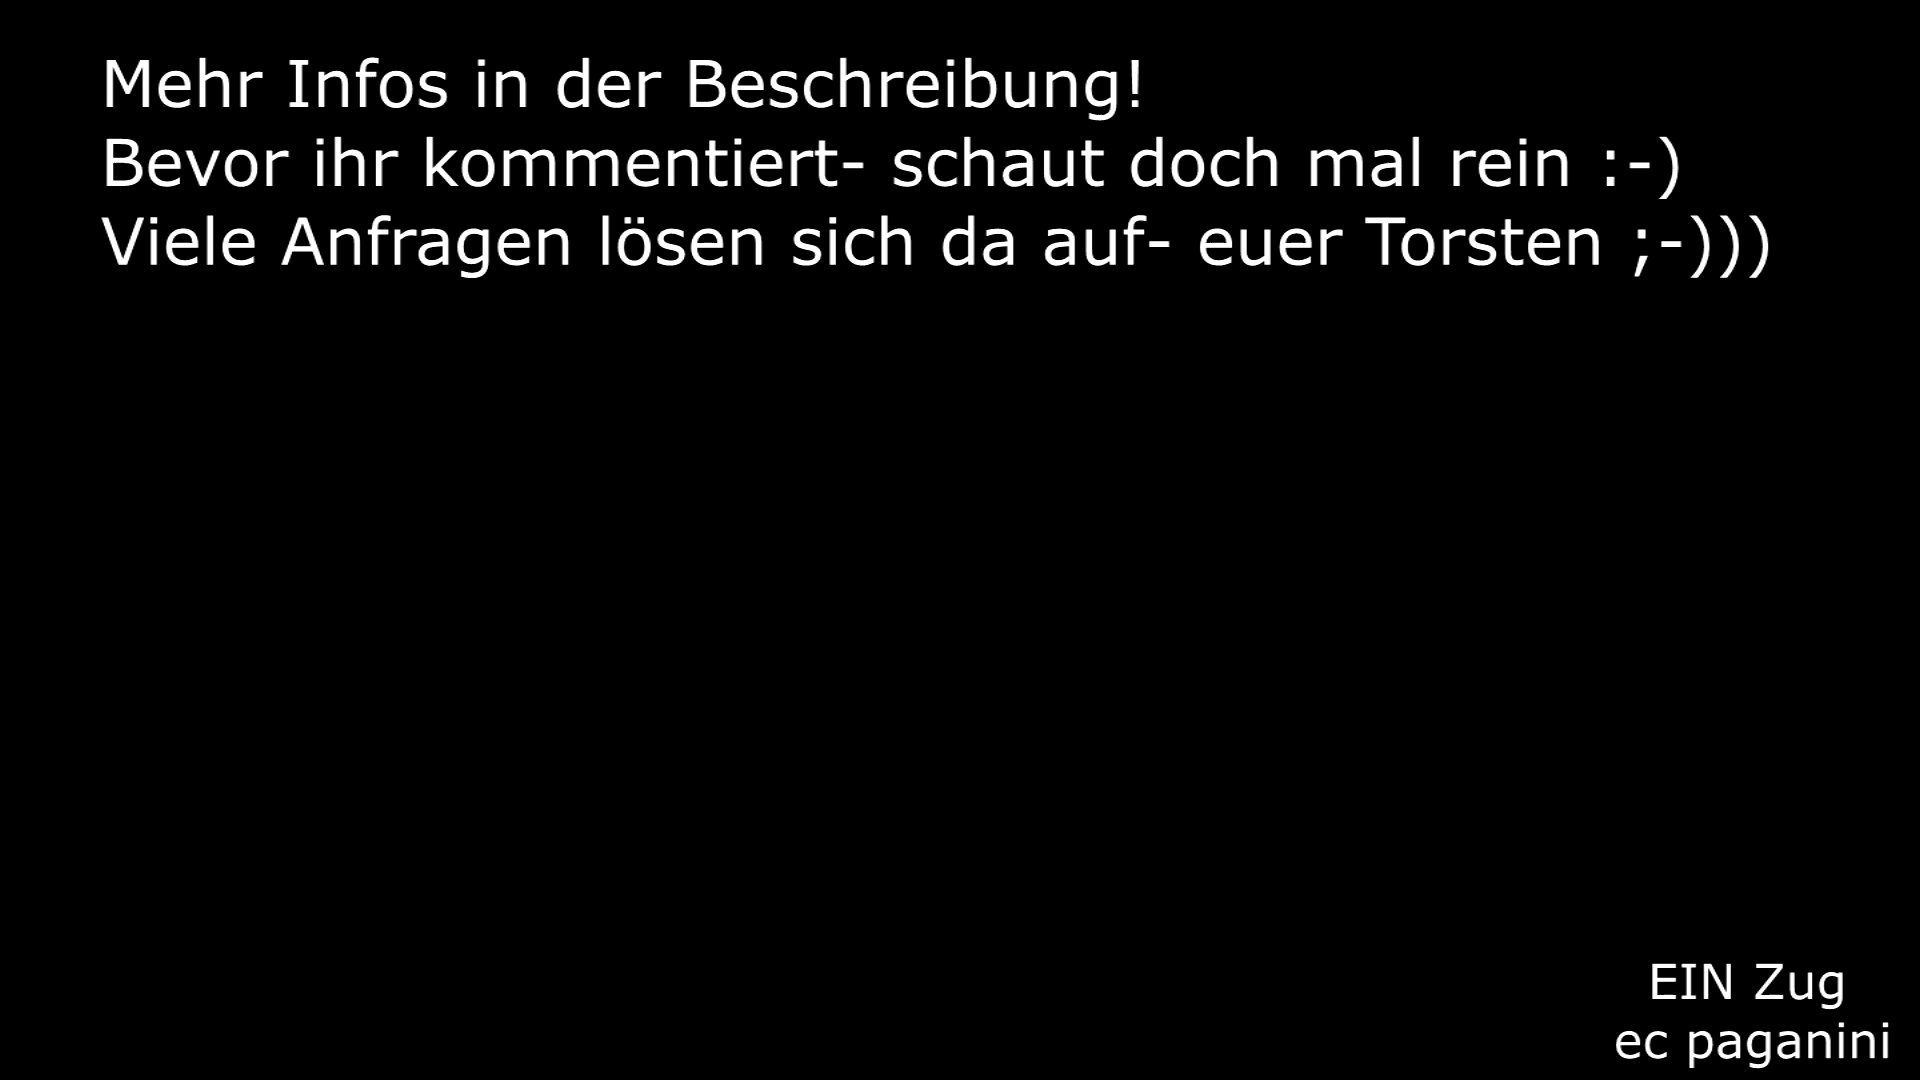 Mehr Infos in der Beschreibung!
Bevor ihr kommentiert- schaut doch mal rein :-)
Viele Anfragen lösen sich da auf- euer Torsten ;-)))
EIN Zug
ec paganini